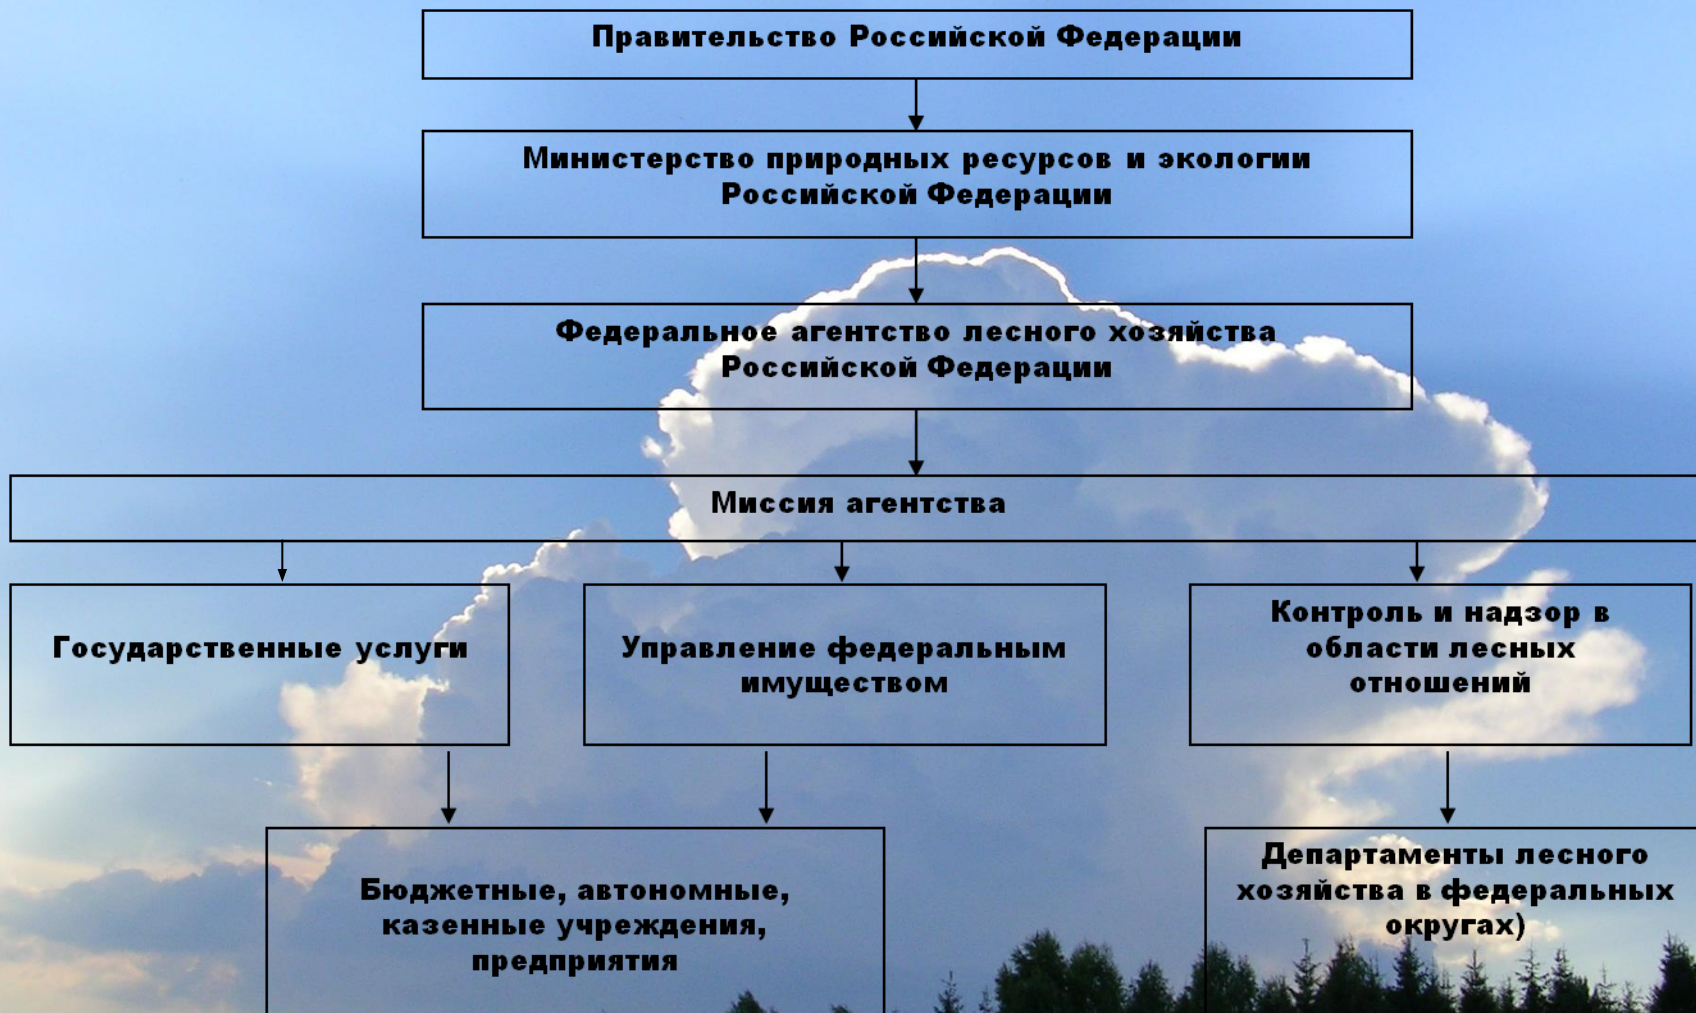 Правительство Российской Федерации
Министерство природных ресурсов и экологии
Российской Федерации
Федеральное агентство лесного хозяйства
Российской Федерации
Миссия агентства
Государственные услуги
Управление федеральным
имуществом
Контроль и надзор в
области лесных
отношений
Бюджетные, автономные,
казенные учреждения,
предприятия
Департаменты лесного
хозяйства в федеральных
округах)